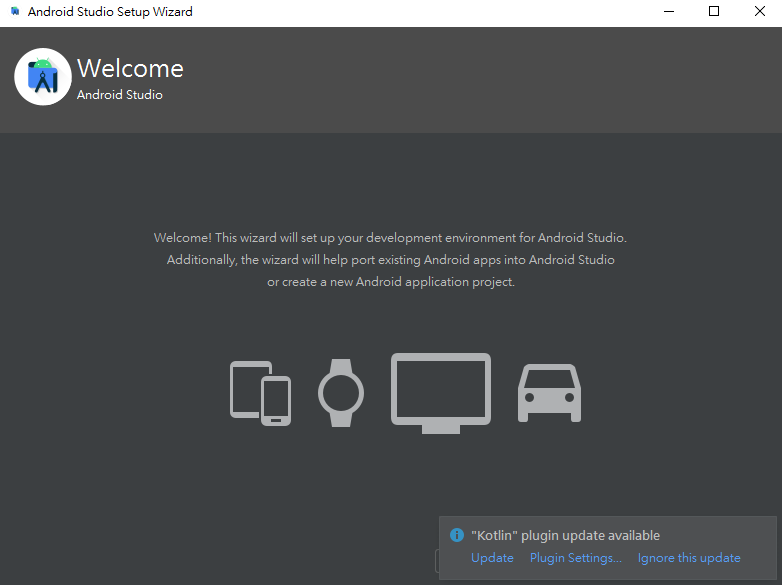 Android Studio Setup Wizard
Welcome
Android Studio
Welcome! This wizard will set up your development environment for Android Studio.
Additionally, the wizard will help port existing Android apps into Android Studio
or create a new Android application project.
"Kotlin" plugin update available
Update Plugin Settings... Ignore this update